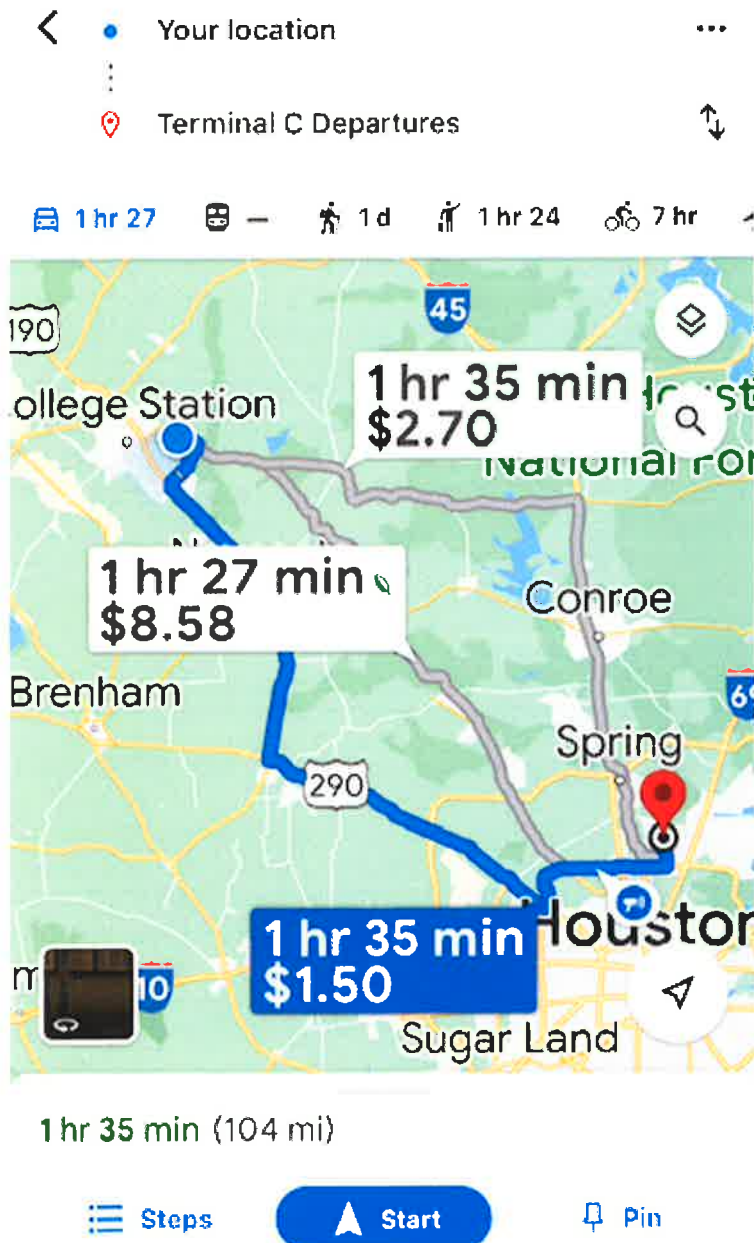 Your location
Terminal C Departures
1 hr 27
—
1 d
1 hr 24
7 hr
190
45
ollege Station
1 hr 35 min
$2.70
Houst
National For
1 hr 27 min
$8.58
Conroe
Brenham
69
Spring
290
1 hr 35 min
$1.50
Houston
10
Sugar Land
1 hr 35 min (104 mi)
Steps
Start
Pin